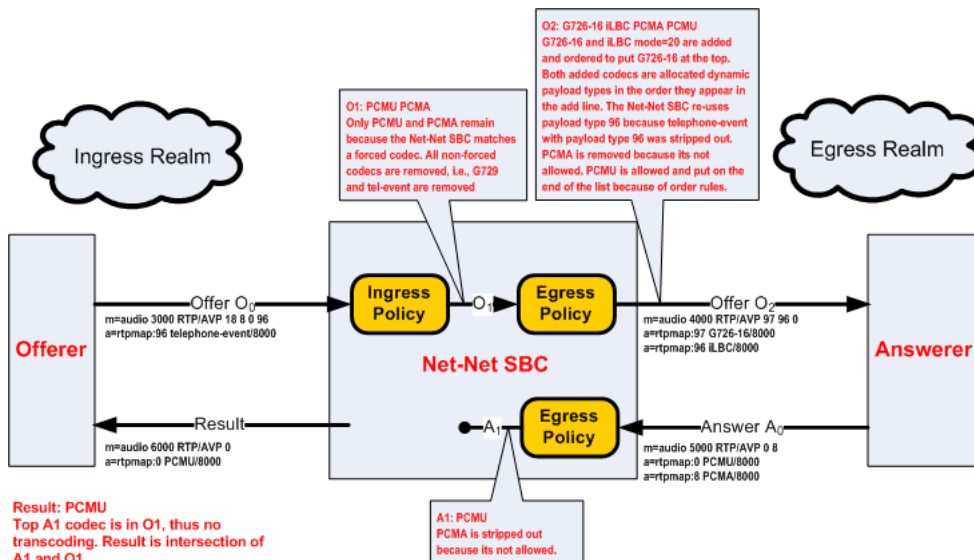 O2: G726-16 iLBC PCMA PCMU
G726-16 and iLBC mode=20 are added
and ordered to put G726-16 at the top.
Both added codecs are allocated dynamic
payload types in the order they appear in
the add line. The Net-Net SBC re-uses
payload type 96 because telephone-event
with payload type 96 was stripped out.
PCMA is removed because its not
allowed. PCMU is allowed and put on the
end of the list because of order rules.
O1: PCMU PCMA
Only PCMU and PCMA remain
because the Net-Net SBC matches
a forced codec. All non-forced
codecs are removed, i.e., G729
and tel-event are removed
Ingress Realm
Egress Realm
Offerer
Offer O0
m=audio 3000 RTP/AVP 18 8 0 96
a=rtpmap:96 telephone-event/8000
Ingress
Policy
O1
Egress
Policy
Offer O2
m=audio 4000 RTP/AVP 97 96 0
a=rtpmap:97 G726-16/8000
a=rtpmap:96 iLBC/8000
Answerer
Net-Net SBC
Result
m=audio 6000 RTP/AVP 0
a=rtpmap:0 PCMU/8000
A1
Egress
Policy
Answer A0
m=audio 5000 RTP/AVP 0 8
a=rtpmap:0 PCMU/8000
a=rtpmap:8 PCMA/8000
Result: PCMU
Top A1 codec is in O1, thus no
transcoding. Result is intersection of
A1 and O1
A1: PCMU
PCMA is stripped out
because its not allowed.